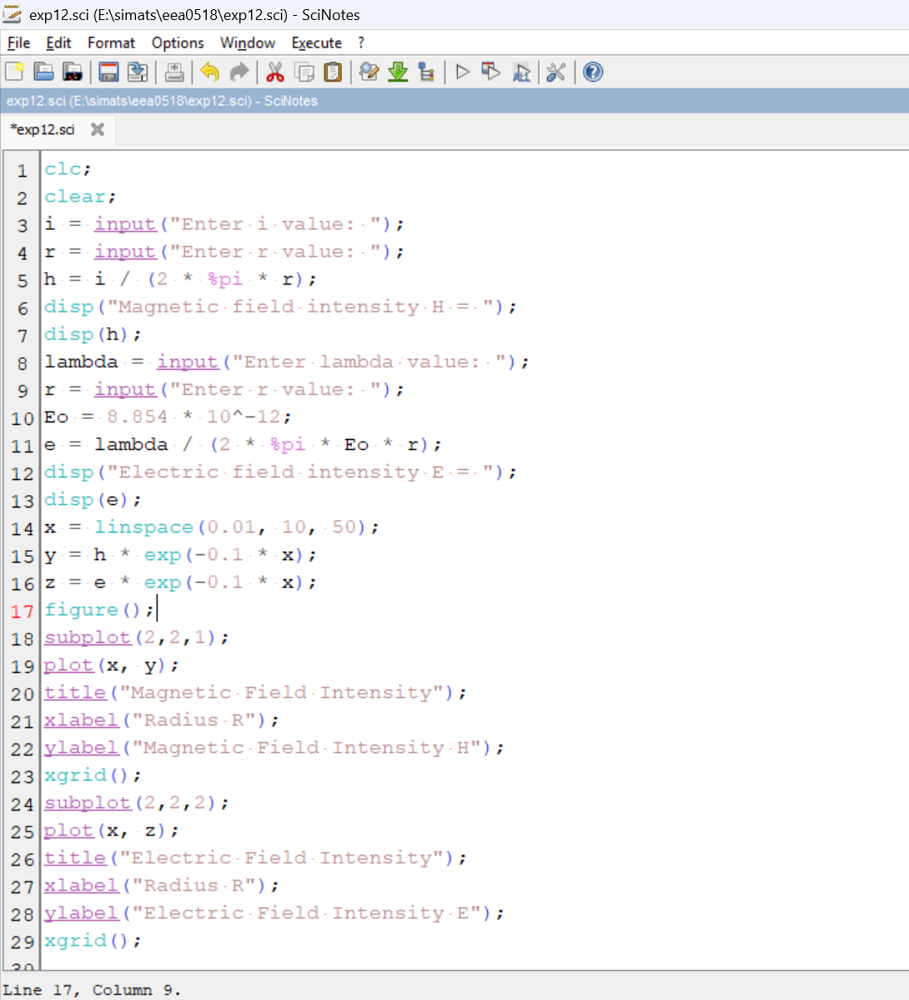 exp12.sci (E:\simats\eea0518\exp12.sci) - SciNotes
File Edit Format Options Window Execute ?
exp12.sci (E:\simats\eea0518\exp12.sci) - SciNotes
*exp12.sci
1 clc;
2 clear;
3 i = input("Enter i value: ");
4 r = input("Enter r value: ");
5 h = i / (2 * %pi * r);
6 disp("Magnetic field intensity H = ");
7 disp(h);
8 lambda = input("Enter lambda value: ");
9 r = input("Enter r value: ");
10 Eo = 8.854 * 10^-12;
11 e = lambda / (2 * %pi * Eo * r);
12 disp("Electric field intensity E = ");
13 disp(e);
14 x = linspace(0.01, 10, 50);
15 y = h * exp(-0.1 * x);
16 z = e * exp(-0.1 * x);
17 figure();
18 subplot(2,2,1);
19 plot(x, y);
20 title("Magnetic Field Intensity");
21 xlabel("Radius R");
22 ylabel("Magnetic Field Intensity H");
23 xgrid();
24 subplot(2,2,2);
25 plot(x, z);
26 title("Electric Field Intensity");
27 xlabel("Radius R");
28 ylabel("Electric Field Intensity E");
29 xgrid();
30
Line 17, Column 9.